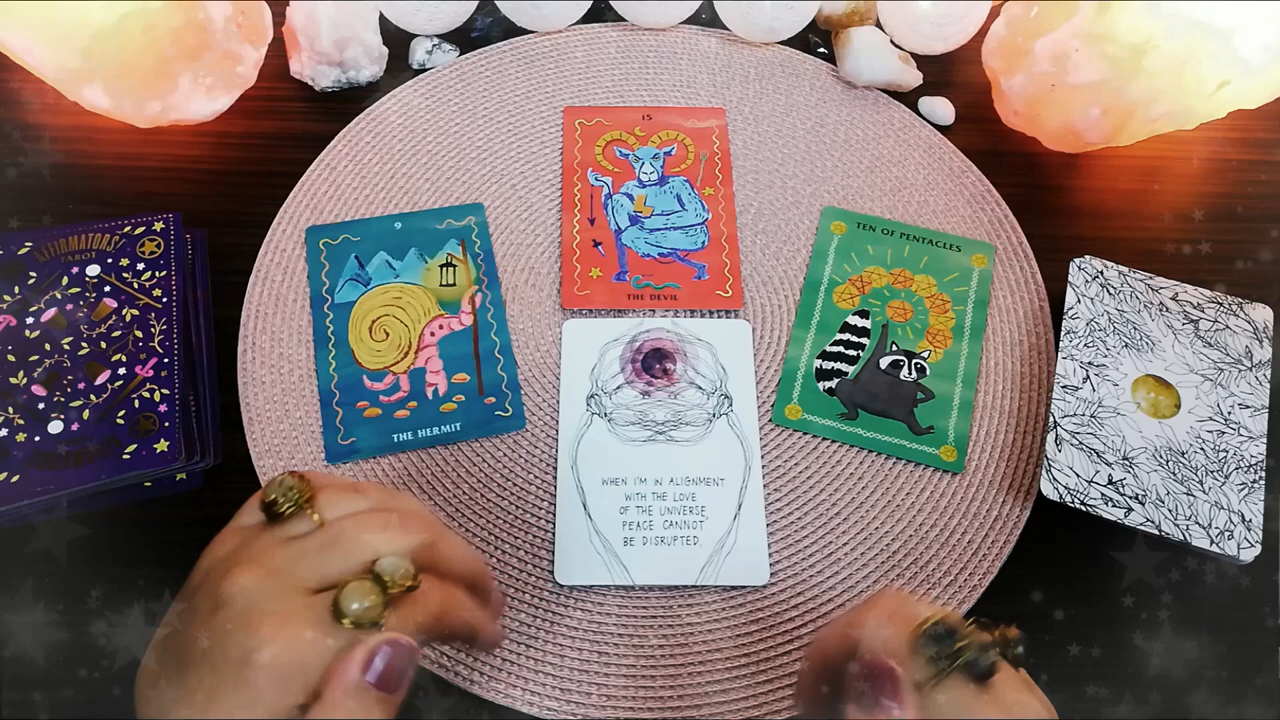 AFFIRMATORS!
TAROT
9
THE HERMIT
15
THE DEVIL
WHEN I'M IN ALIGNMENT
WITH THE LOVE
OF THE UNIVERSE,
PEACE CANNOT
BE DISRUPTED.
TEN OF PENTACLES